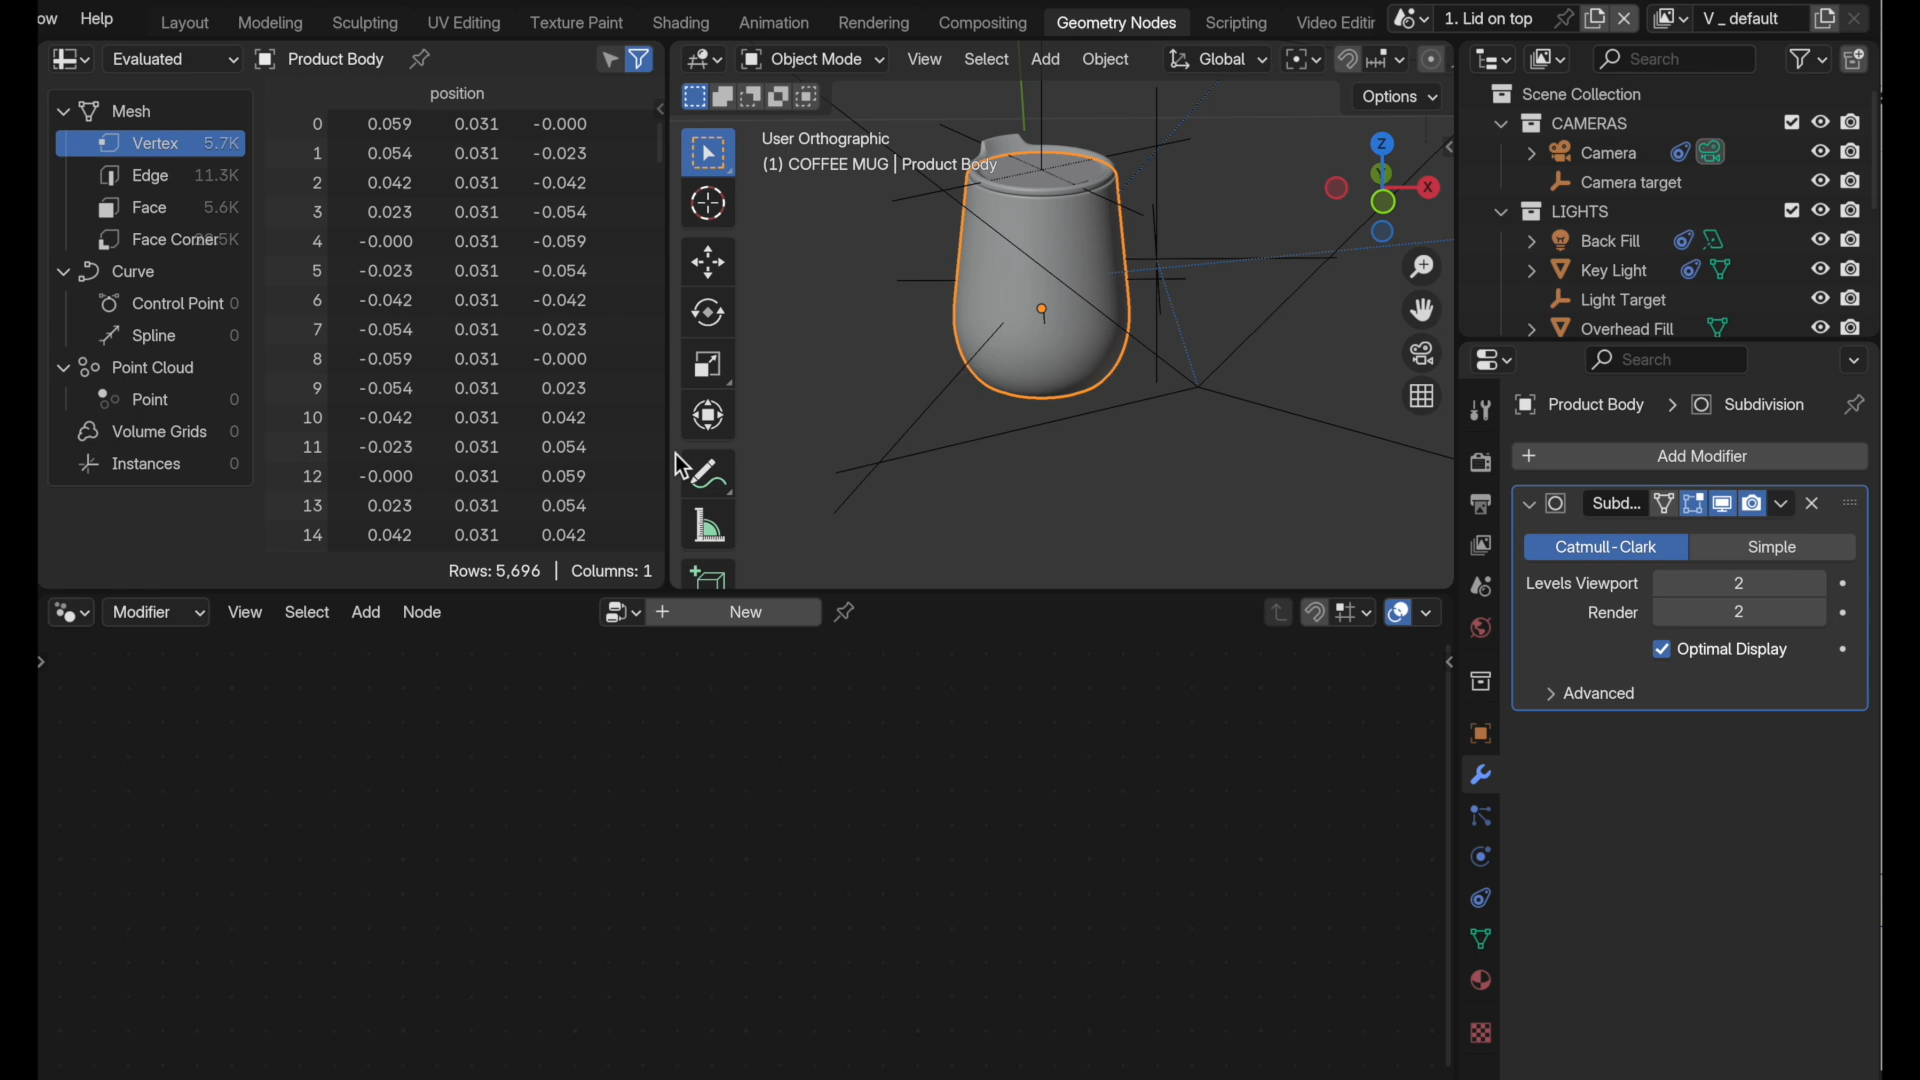 ow Help Layout Modeling Sculpting UV Editing Texture Paint Shading Animation Rendering Compositing Geometry Nodes Scripting Video Editir 1. Lid on top V _ default
Evaluated Product Body
Object Mode View Select Add Object Global
Search
position
Options
Mesh
Vertex 5.7K
Edge 11.3K
Face 5.6K
Face Corner
Curve
Control Point 0
Spline 0
Point Cloud
Point 0
Volume Grids 0
Instances 0
0 0.059 0.031 -0.000
1 0.054 0.031 -0.023
2 0.042 0.031 -0.042
3 0.023 0.031 -0.054
4 -0.000 0.031 -0.059
5 -0.023 0.031 -0.054
6 -0.042 0.031 -0.042
7 -0.054 0.031 -0.023
8 -0.059 0.031 -0.000
9 -0.054 0.031 0.023
10 -0.042 0.031 0.042
11 -0.023 0.031 0.054
12 -0.000 0.031 0.059
13 0.023 0.031 0.054
14 0.042 0.031 0.042
Rows: 5,696 | Columns: 1
User Orthographic
(1) COFFEE MUG | Product Body
Z
Y
X
Scene Collection
CAMERAS
Camera
Camera target
LIGHTS
Back Fill
Key Light
Light Target
Overhead Fill
Search
Product Body > Subdivision
+ Add Modifier
Subd...
Catmull-Clark Simple
Levels Viewport 2
Render 2
Optimal Display
Advanced
Modifier View Select Add Node + New